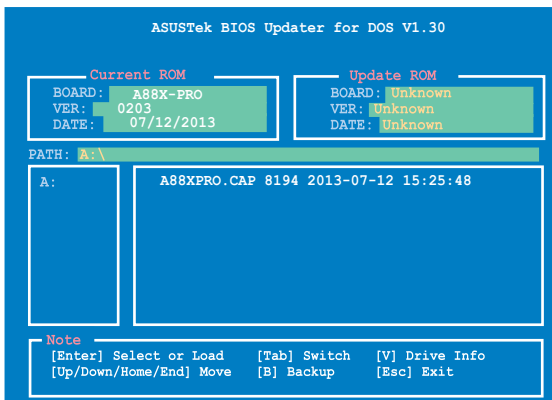 ASUSTek BIOS Updater for DOS V1.30
Current ROM
BOARD: A88X-PRO
VER: 0203
DATE: 07/12/2013
Update ROM
BOARD: Unknown
VER: Unknown
DATE: Unknown
PATH: A:\
A:
A88XPRO.CAP 8194 2013-07-12 15:25:48
Note
[Enter] Select or Load [Tab] Switch [V] Drive Info
[Up/Down/Home/End] Move [B] Backup [Esc] Exit